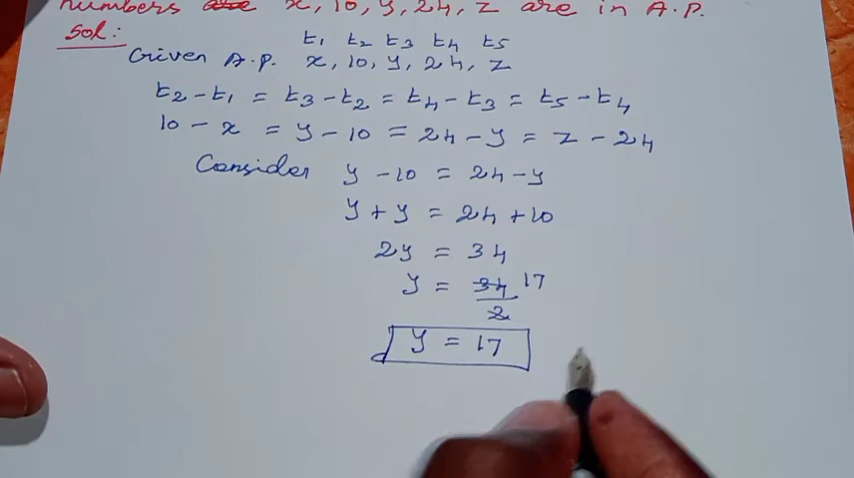 numbers are x, 10, y, 24, z are in A.P.
Sol:
t1 t2 t3 t4 t5
Given A.P. x, 10, y, 24, z
t2 - t1 = t3 - t2 = t4 - t3 = t5 - t4
10 - x = y - 10 = 24 - y = z - 24
Consider y - 10 = 24 - y
y + y = 24 + 10
2y = 34
y = 34/2 17
y = 17